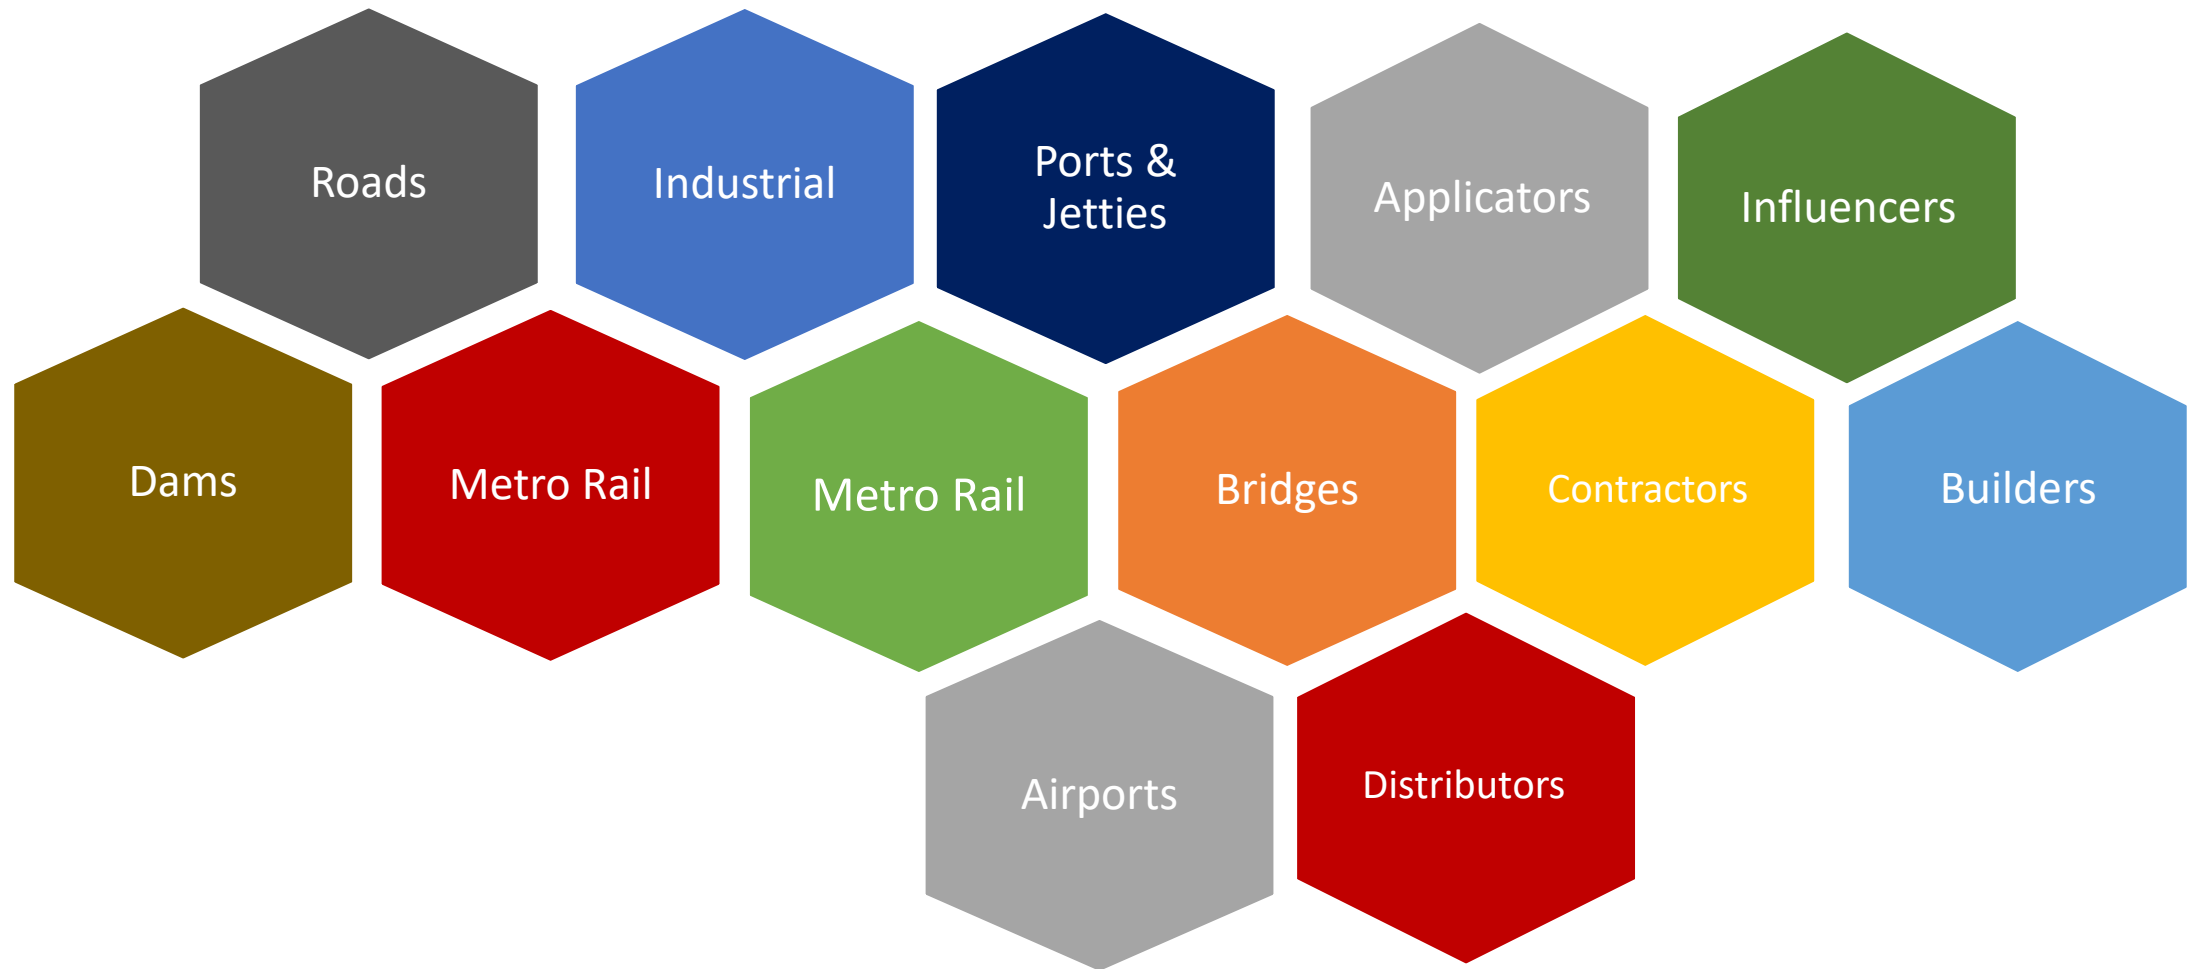 Roads
Industrial
Ports &
Jetties
Applicators
Influencers
Dams
Metro Rail
Metro Rail
Bridges
Contractors
Builders
Airports
Distributors